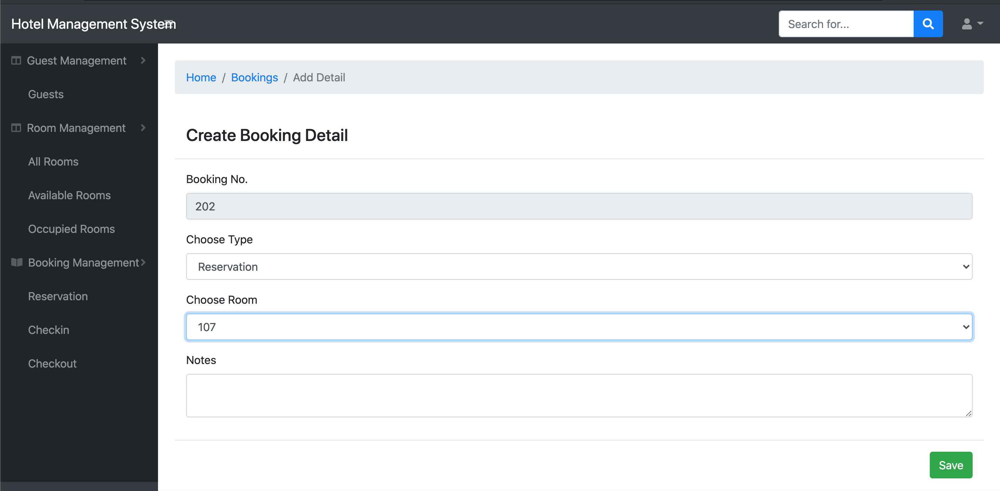 Hotel Management System
Search for...
Guest Management
Guests
Room Management
All Rooms
Available Rooms
Occupied Rooms
Booking Management
Reservation
Checkin
Checkout
Home / Bookings / Add Detail
Create Booking Detail
Booking No.
202
Choose Type
Reservation
Choose Room
107
Notes
Save